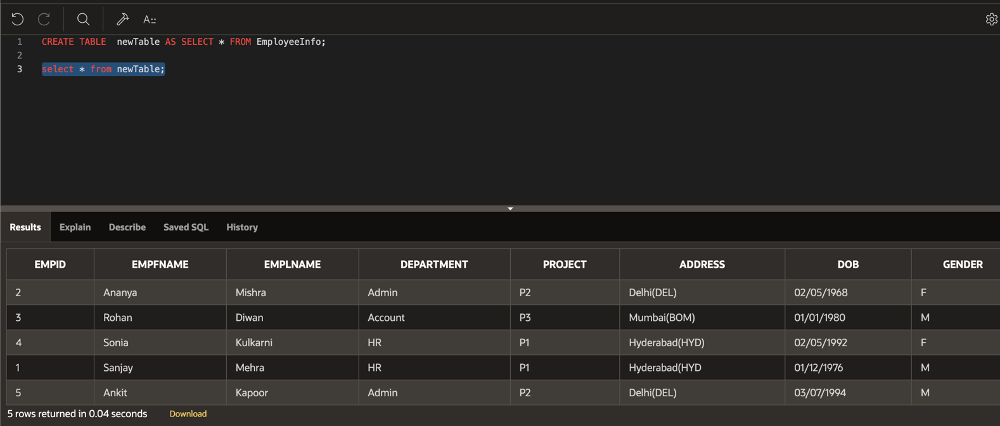 A::
1 CREATE TABLE  newTable AS SELECT * FROM EmployeeInfo;
2
3 select * from newTable;
Results Explain Describe Saved SQL History
EMPID EMPFNAME EMPLNAME DEPARTMENT PROJECT ADDRESS DOB GENDER
2 Ananya Mishra Admin P2 Delhi(DEL) 02/05/1968 F
3 Rohan Diwan Account P3 Mumbai(BOM) 01/01/1980 M
4 Sonia Kulkarni HR P1 Hyderabad(HYD) 02/05/1992 F
1 Sanjay Mehra HR P1 Hyderabad(HYD 01/12/1976 M
5 Ankit Kapoor Admin P2 Delhi(DEL) 03/07/1994 M
5 rows returned in 0.04 seconds Download